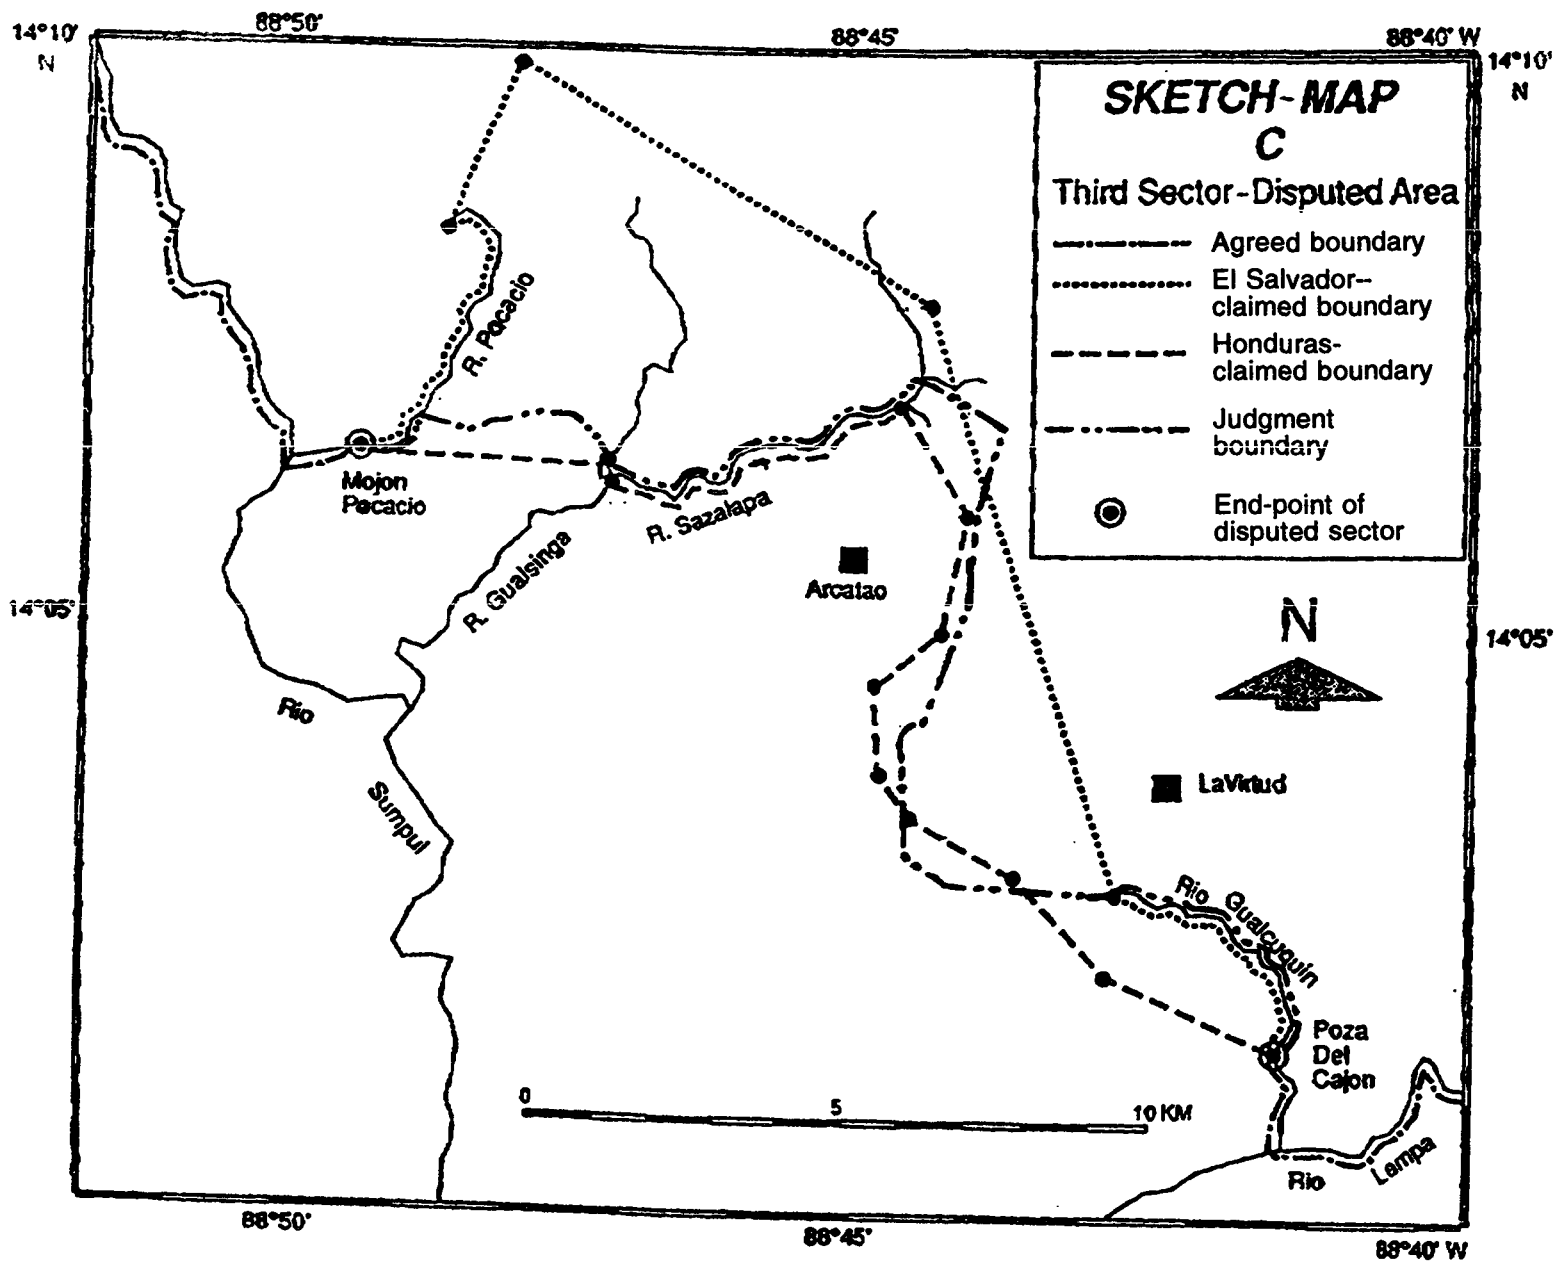 88°50'
88°45'
88°40' W
14°10'
N
14°10'
N
SKETCH-MAP
C
Third Sector-Disputed Area
Agreed boundary
El Salvador--
claimed boundary
Honduras-
claimed boundary
Judgment
boundary
End-point of
disputed sector
R. Pacacio
Mojon
Pacacio
R. Sazalapa
R. Gualsinga
Arcatao
14°05'
N
14°05'
Rio
Sumpul
LaVirtud
Rio Gualcuquin
Poza
Del
Cajon
0
5
10 KM
Rio
Lempa
88°50'
88°45'
88°40' W